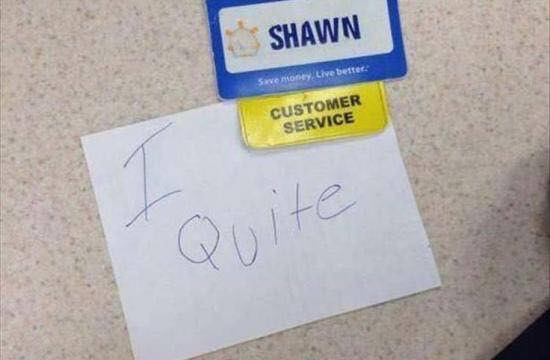 SHAWN
Save money. Live better.
CUSTOMER
SERVICE
I
Quite